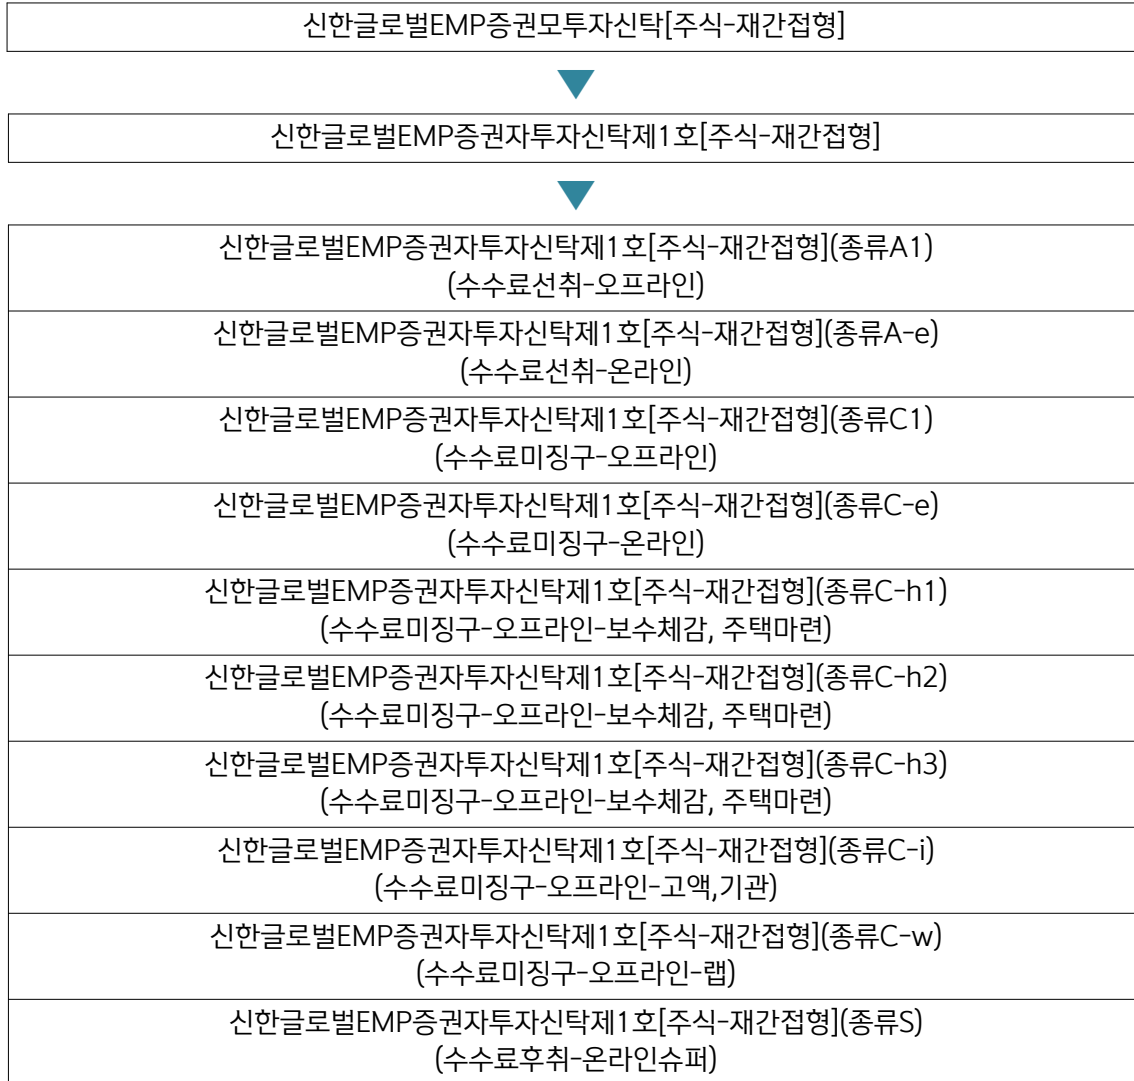 신한글로벌EMP증권모투자신탁[주식-재간접형]
신한글로벌EMP증권자투자신탁제1호[주식-재간접형]
신한글로벌EMP증권자투자신탁제1호[주식-재간접형](종류A1)
(수수료선취-오프라인)
신한글로벌EMP증권자투자신탁제1호[주식-재간접형](종류A-e)
(수수료선취-온라인)
신한글로벌EMP증권자투자신탁제1호[주식-재간접형](종류C1)
(수수료미징구-오프라인)
신한글로벌EMP증권자투자신탁제1호[주식-재간접형](종류C-e)
(수수료미징구-온라인)
신한글로벌EMP증권자투자신탁제1호[주식-재간접형](종류C-h1)
(수수료미징구-오프라인-보수체감, 주택마련)
신한글로벌EMP증권자투자신탁제1호[주식-재간접형](종류C-h2)
(수수료미징구-오프라인-보수체감, 주택마련)
신한글로벌EMP증권자투자신탁제1호[주식-재간접형](종류C-h3)
(수수료미징구-오프라인-보수체감, 주택마련)
신한글로벌EMP증권자투자신탁제1호[주식-재간접형](종류C-i)
(수수료미징구-오프라인-고액,기관)
신한글로벌EMP증권자투자신탁제1호[주식-재간접형](종류C-w)
(수수료미징구-오프라인-랩)
신한글로벌EMP증권자투자신탁제1호[주식-재간접형](종류S)
(수수료후취-온라인슈퍼)